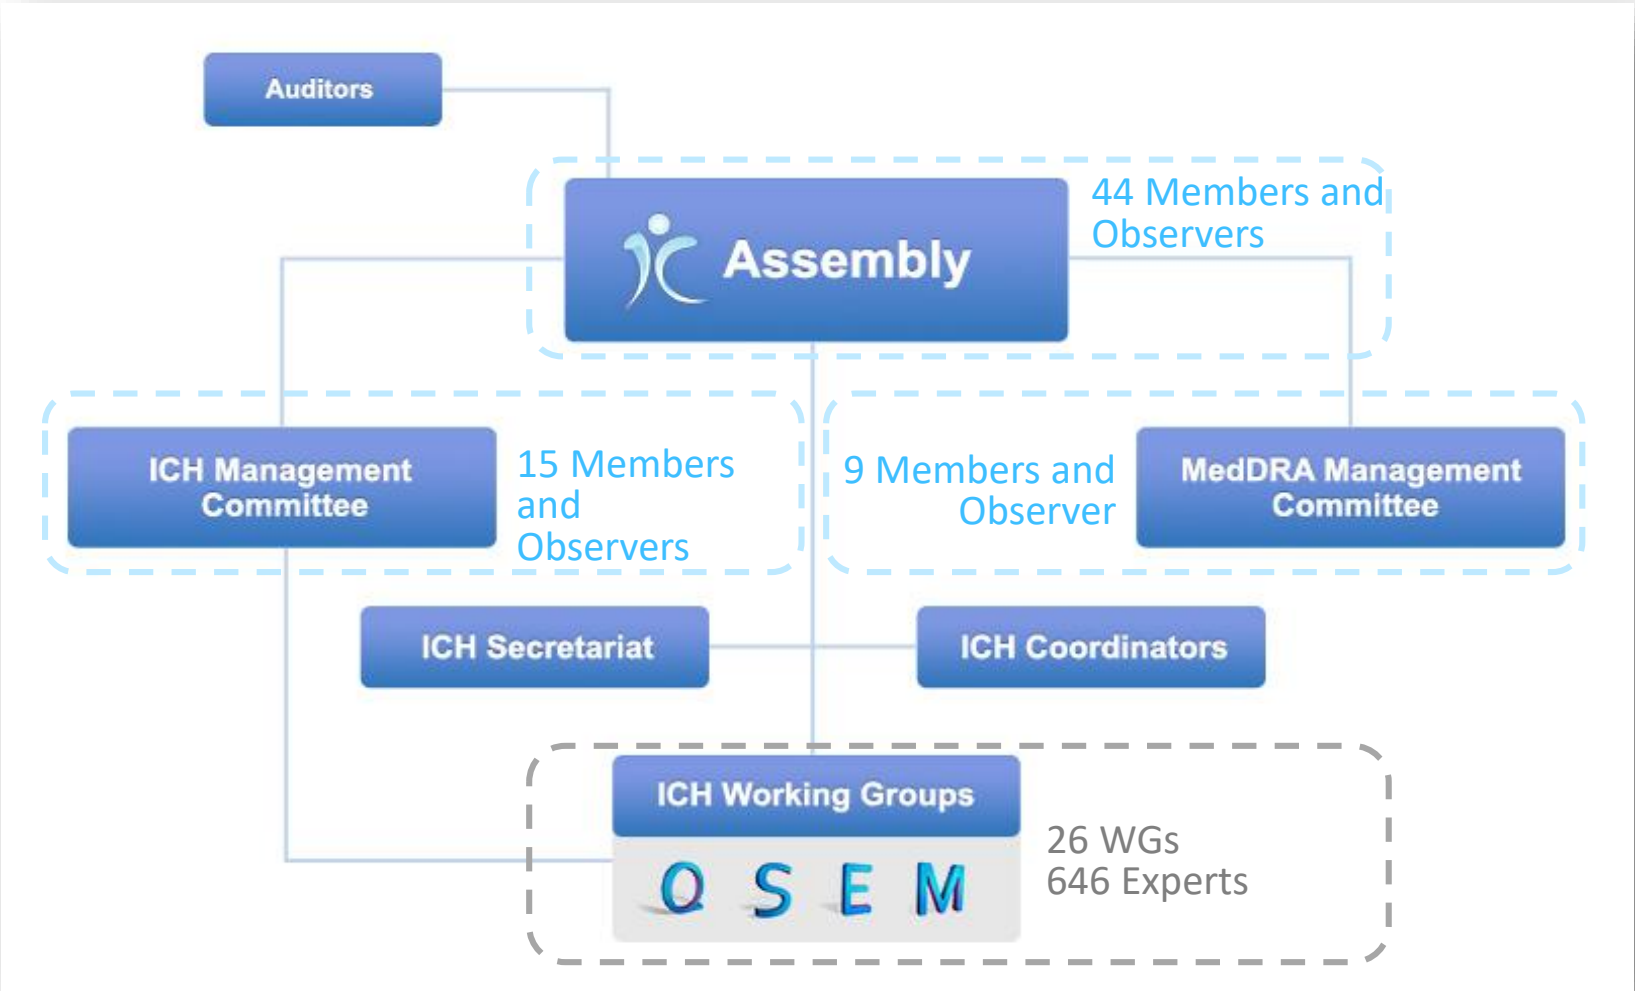 Auditors
Assembly
44 Members and
Observers
ICH Management
Committee
15 Members
and
Observers
9 Members and
Observer
MedDRA Management
Committee
ICH Secretariat
ICH Coordinators
ICH Working Groups
Q S E M
26 WGs
646 Experts